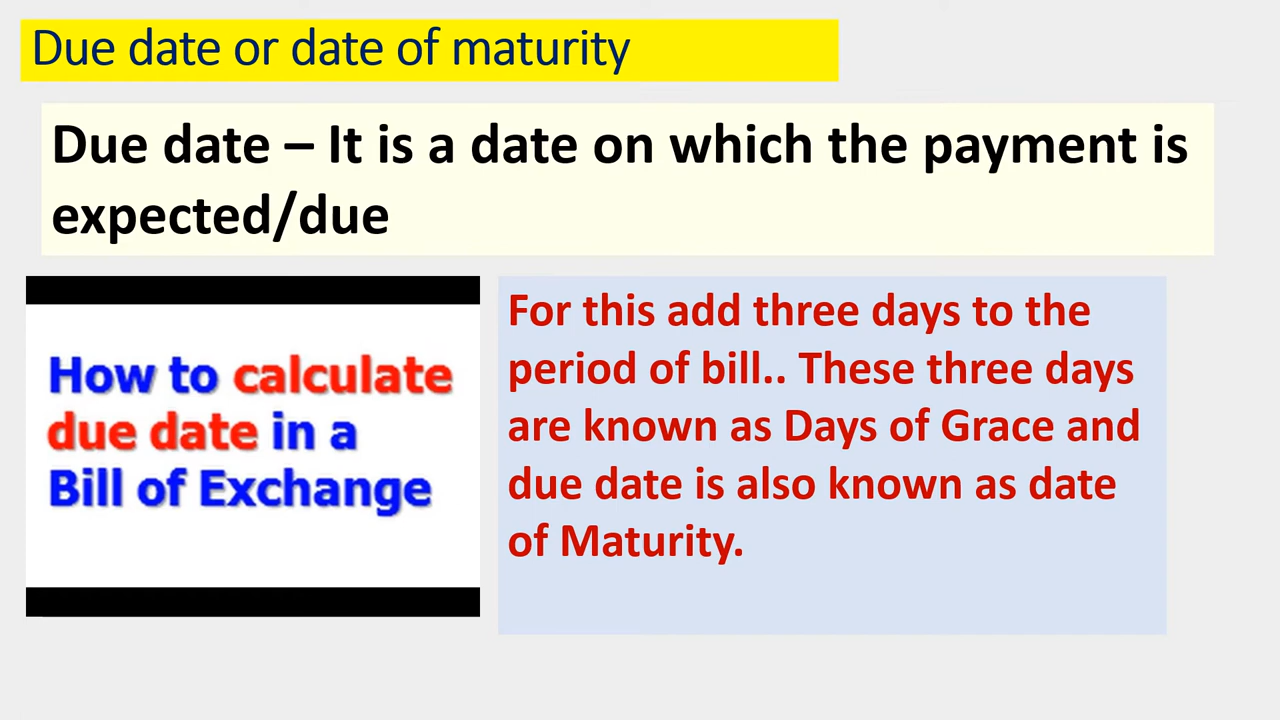 Due date or date of maturity
Due date – It is a date on which the payment is
expected/due
How to calculate
due date in a
Bill of Exchange
For this add three days to the
period of bill.. These three days
are known as Days of Grace and
due date is also known as date
of Maturity.